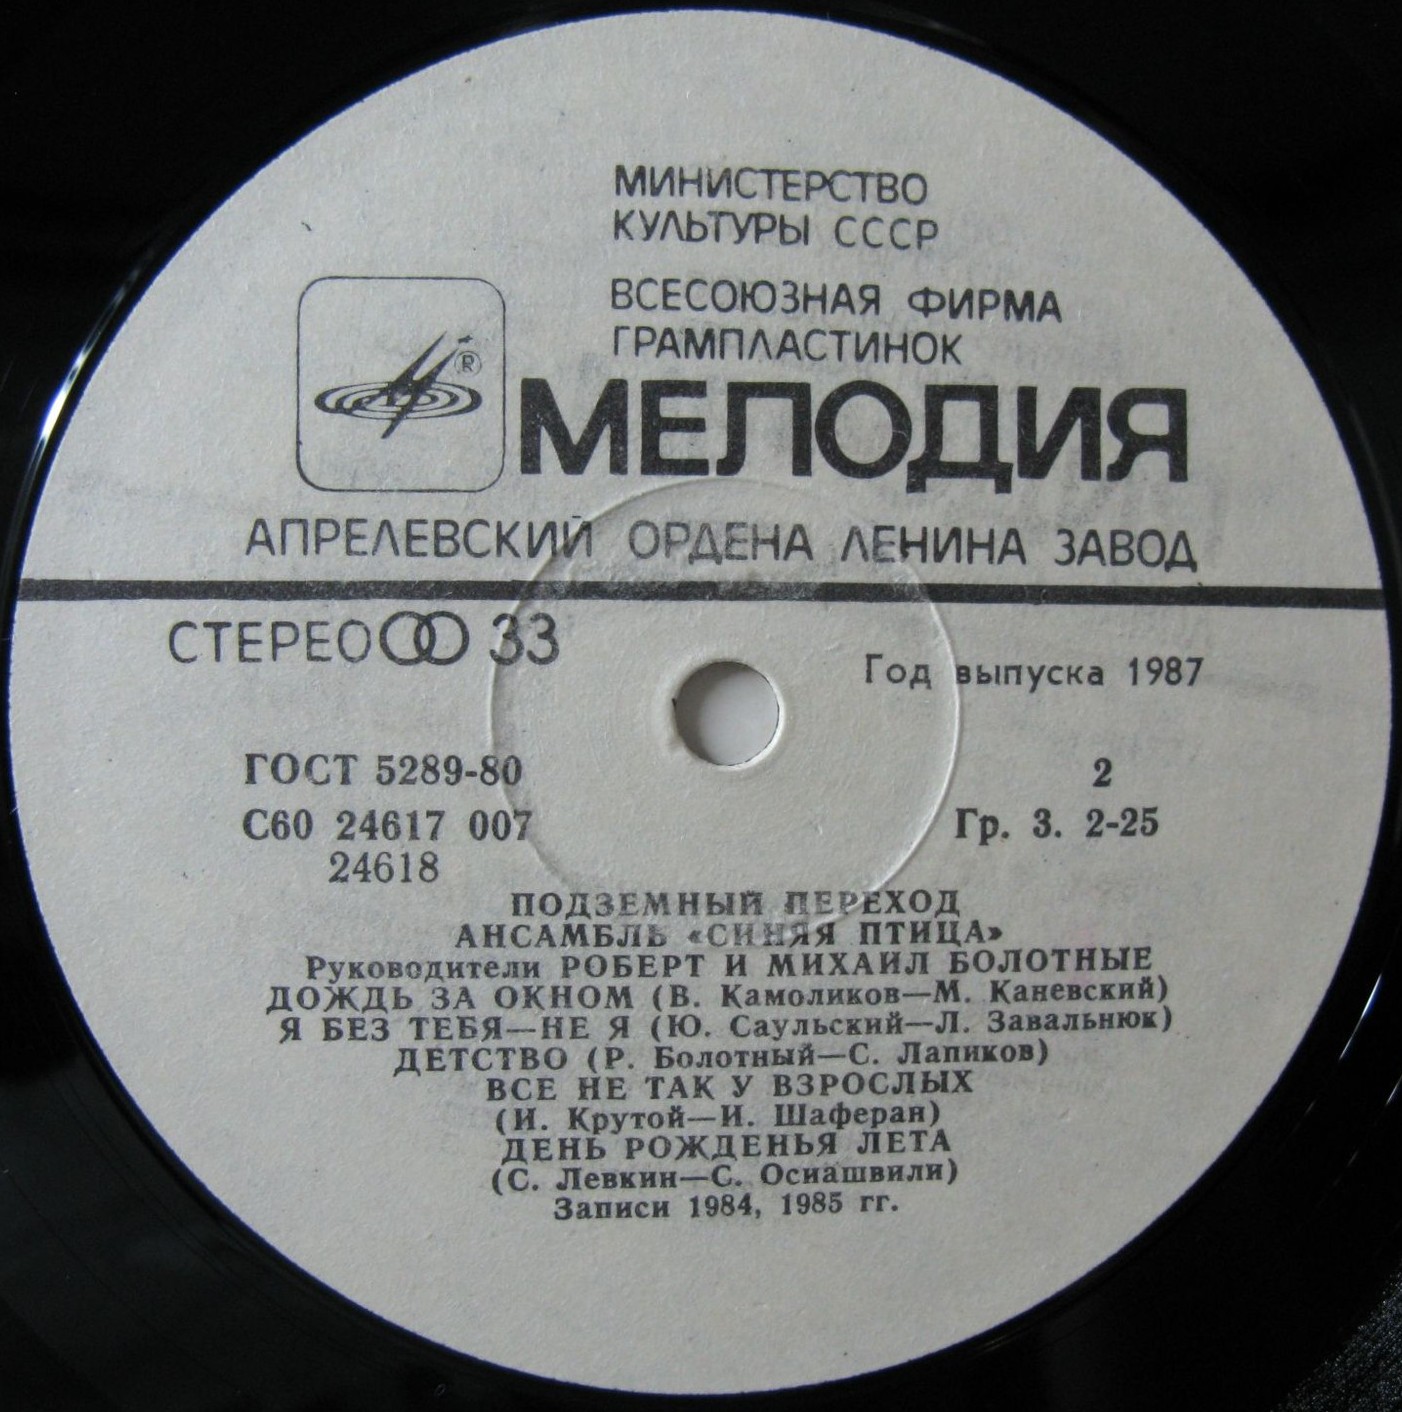 МИНИСТЕРСТВО
КУЛЬТУРЫ СССР
ВСЕСОЮЗНАЯ ФИРМА
ГРАМПЛАСТИНОК
®
МЕЛОДИЯ
АПРЕЛЕВСКИЙ ОРДЕНА ЛЕНИНА ЗАВОД
СТЕРЕО 33
Год выпуска 1987
ГОСТ 5289-80
2
С60 24617 007
Гр. 3. 2-25
24618
ПОДЗЕМНЫЙ ПЕРЕХОД
АНСАМБЛЬ «СИНЯЯ ПТИЦА»
Руководители РОБЕРТ И МИХАИЛ БОЛОТНЫЕ
ДОЖДЬ ЗА ОКНОМ (В. Камоликов—М. Каневский)
Я БЕЗ ТЕБЯ—НЕ Я (Ю. Саульский—Л. Завальнюк)
ДЕТСТВО (Р. Болотный—С. Лапиков)
ВСЕ НЕ ТАК У ВЗРОСЛЫХ
(И. Крутой—И. Шаферан)
ДЕНЬ РОЖДЕНЬЯ ЛЕТА
(С. Левкин—С. Осиашвили)
Записи 1984, 1985 гг.